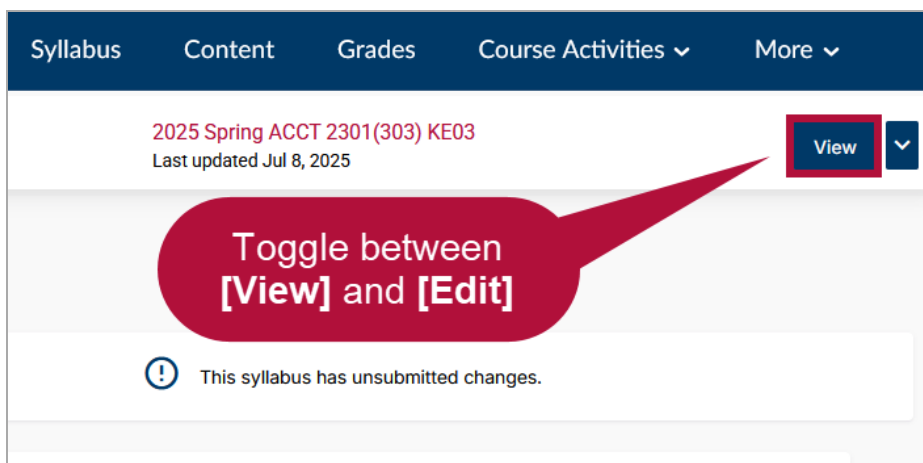 Syllabus Content Grades Course Activities More
2025 Spring ACCT 2301(303) KE03
Last updated Jul 8, 2025
View
Toggle between
[View] and [Edit]
This syllabus has unsubmitted changes.